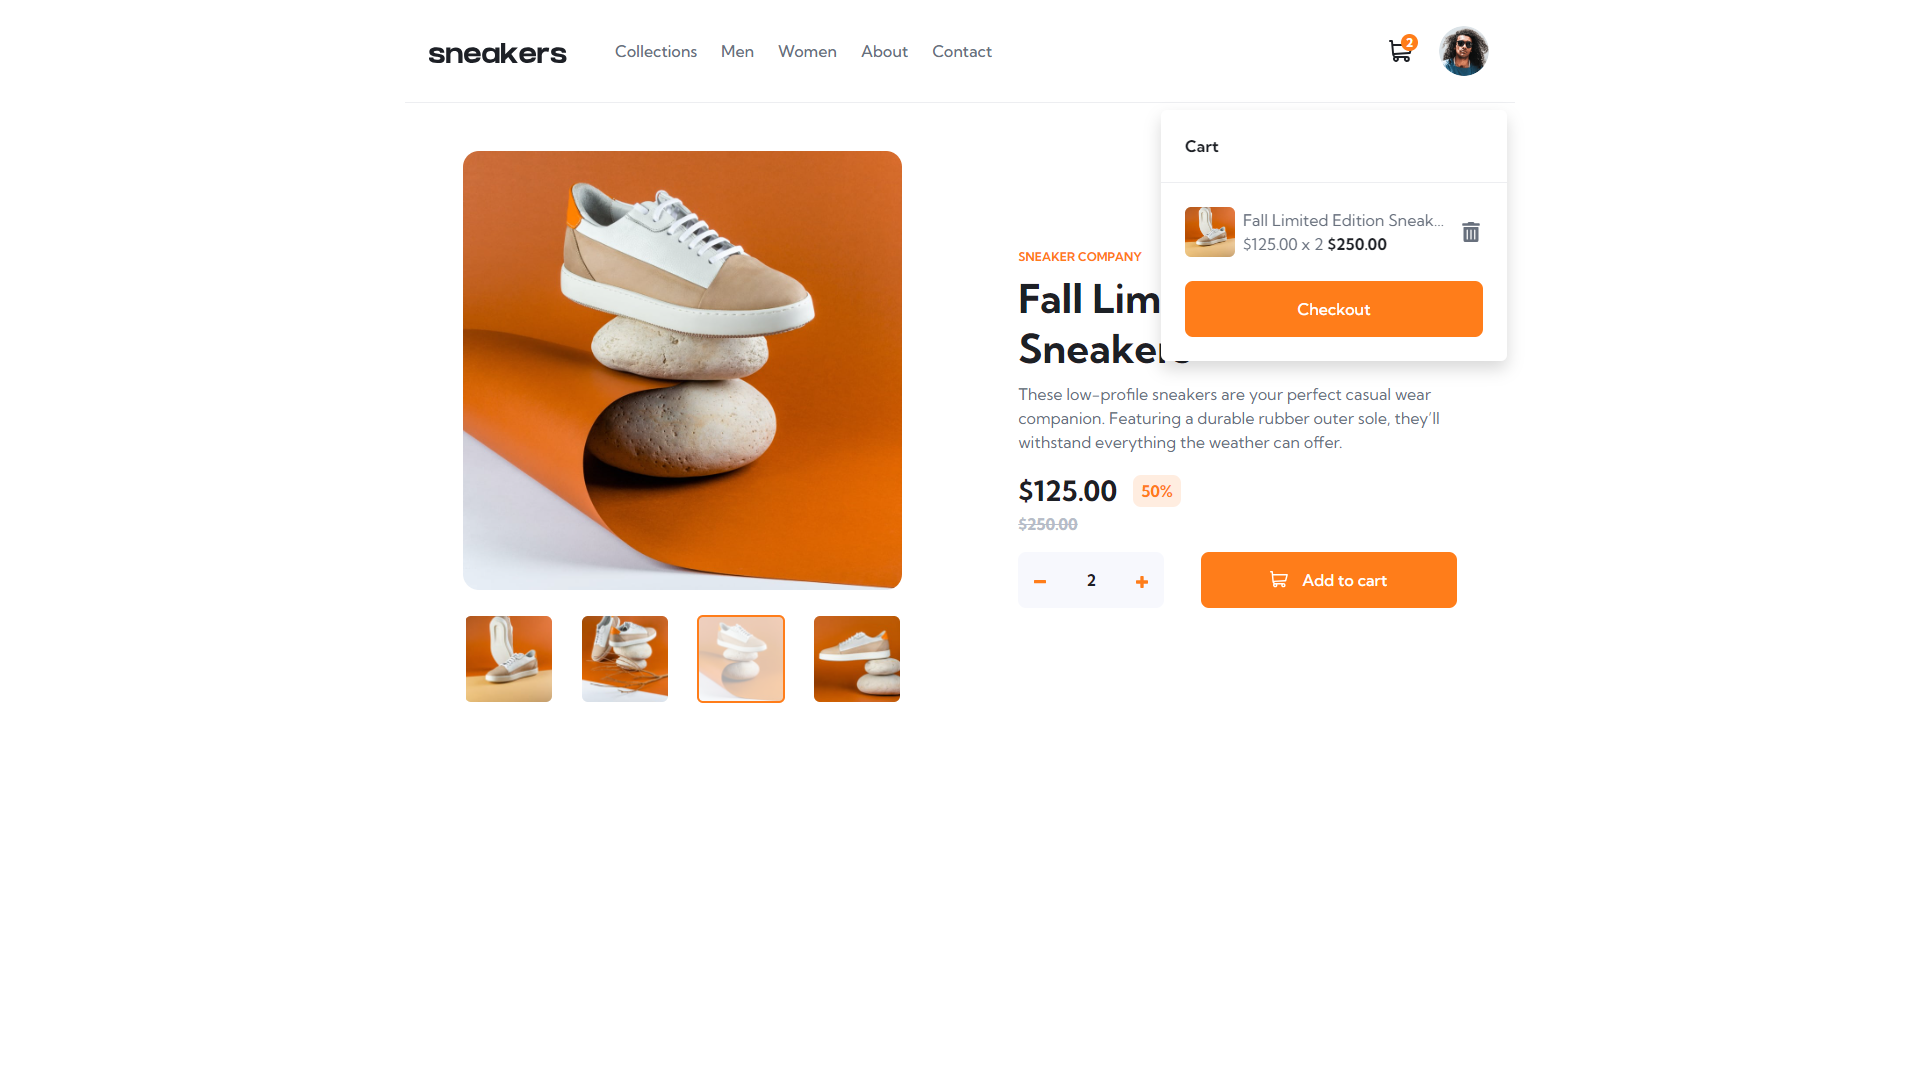 sneakers
Collections Men Women About Contact
2
Cart
Fall Limited Edition Sneak...
$125.00 x 2 $250.00
Checkout
SNEAKER COMPANY
Fall Lim
Sneakers
These low-profile sneakers are your perfect casual wear
companion. Featuring a durable rubber outer sole, they'll
withstand everything the weather can offer.
$125.00 50%
$250.00
2
Add to cart